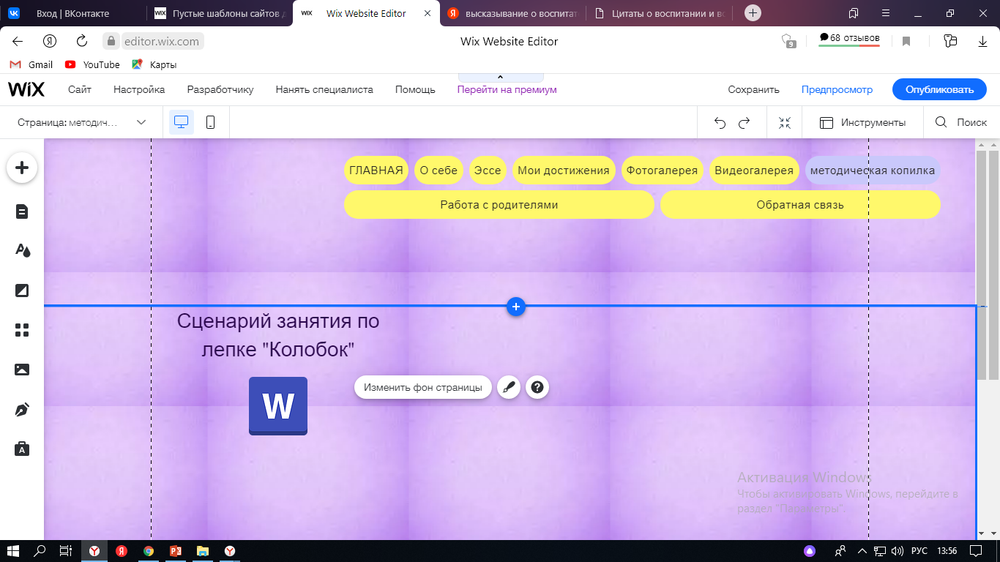 Вход | ВКонтакте
Пустые шаблоны сайтов д
Wix Website Editor
высказывание о воспитат
Цитаты о воспитании и вс
editor.wix.com
Wix Website Editor
9
68 отзывов
Gmail
YouTube
Карты
WiX
Сайт
Настройка
Разработчику
Нанять специалиста
Помощь
Перейти на премиум
Сохранить
Предпросмотр
Опубликовать
Страница: методич...
Инструменты
Поиск
ГЛАВНАЯ
О себе
Эссе
Мои достижения
Фотогалерея
Видеогалерея
методическая копилка
Работа с родителями
Обратная связь
Сценарий занятия по
лепке "Колобок"
W
Изменить фон страницы
Активация Windows
Чтобы активировать Windows, перейдите в
раздел "Параметры".
РУС
13:56